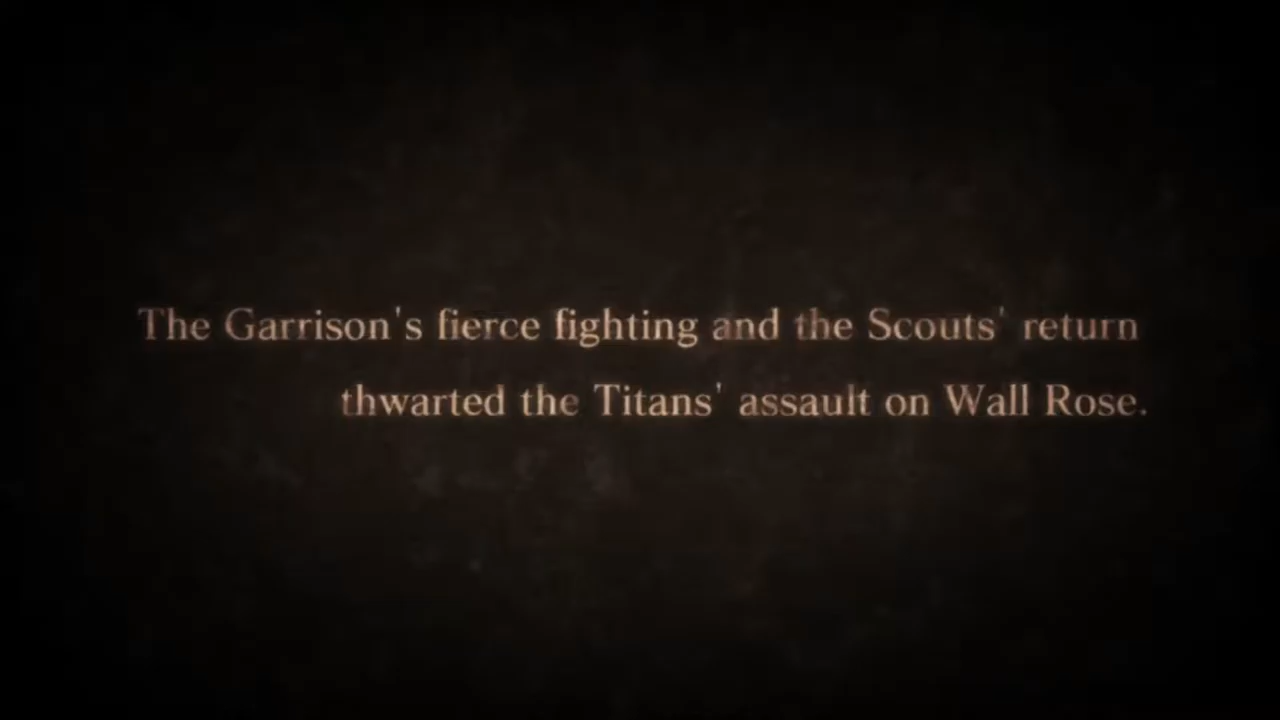 The Garrison's fierce fighting and the Scouts' return
thwarted the Titans' assault on Wall Rose.